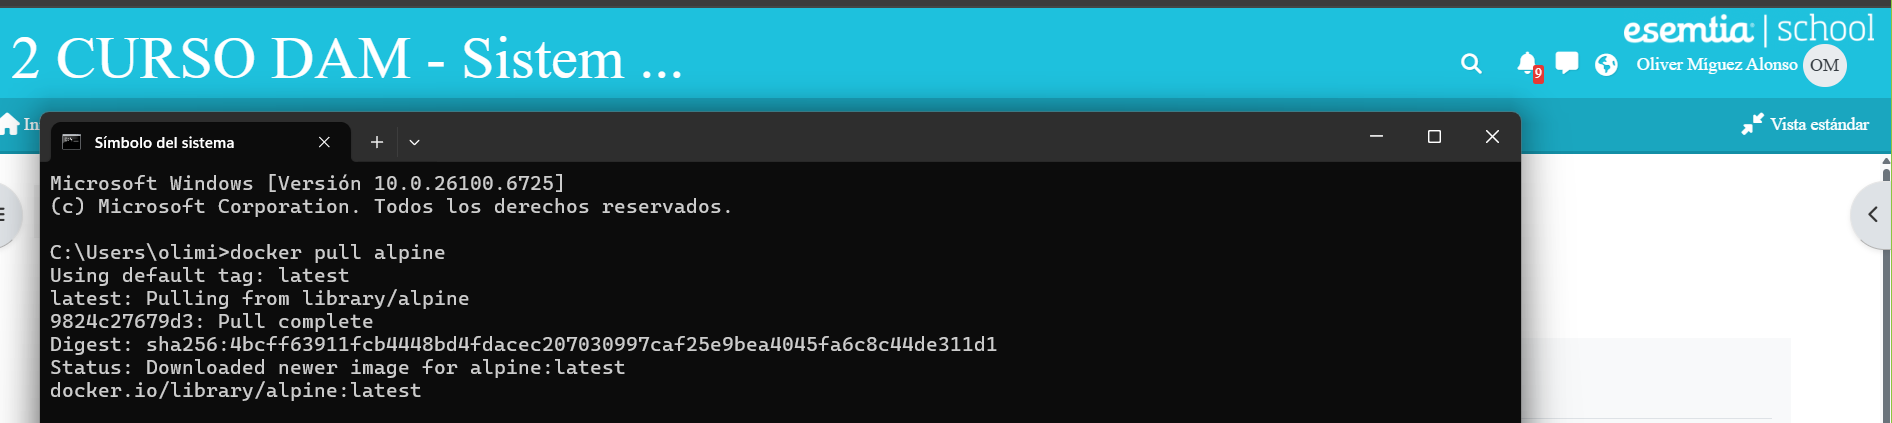 2 CURSO DAM - Sistem ...
esemtia | school
9
Oliver Míguez Alonso
OM
Vista estándar
Símbolo del sistema
Microsoft Windows [Versión 10.0.26100.6725]
(c) Microsoft Corporation. Todos los derechos reservados.
C:\Users\olimi>docker pull alpine
Using default tag: latest
latest: Pulling from library/alpine
9824c27679d3: Pull complete
Digest: sha256:4bcff63911fcb4448bd4fdacec207030997caf25e9bea4045fa6c8c44de311d1
Status: Downloaded newer image for alpine:latest
docker.io/library/alpine:latest